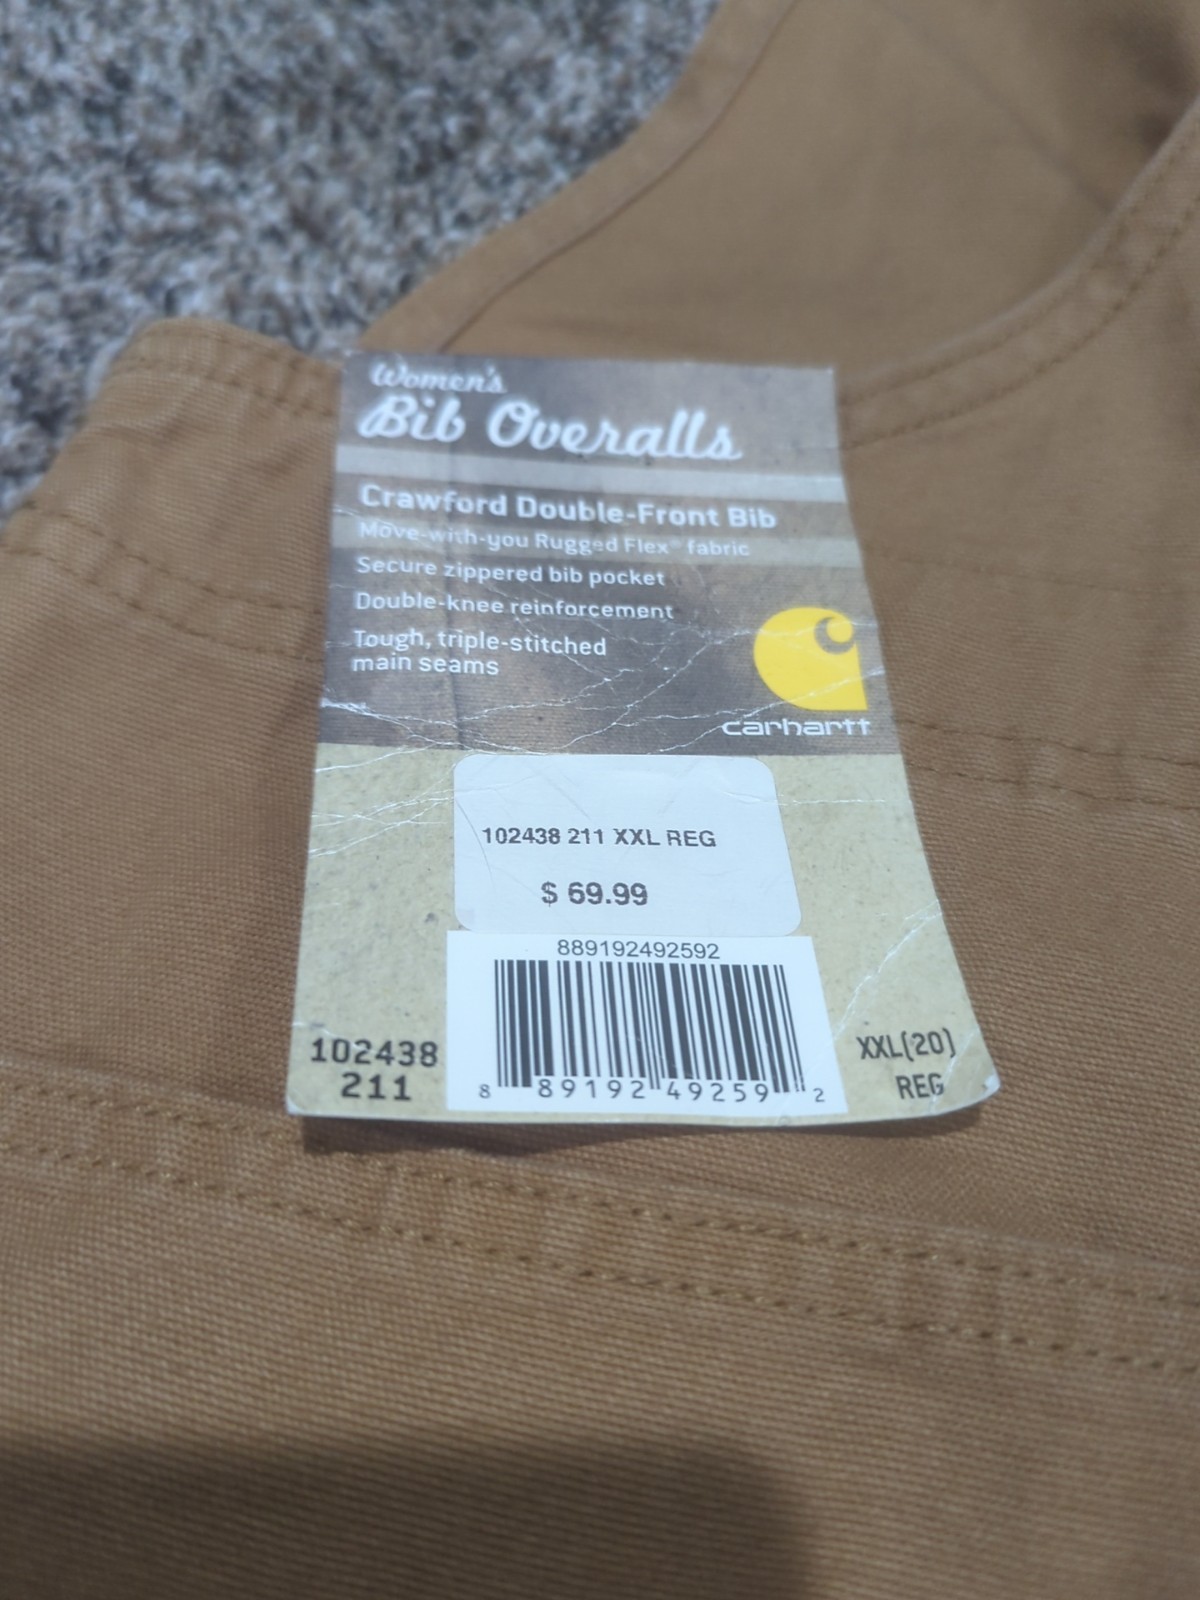 Women's
Bib Overalls
Crawford Double-Front Bib
Move-with-you Rugged Flex™ fabric
Secure zippered bib pocket
Double-knee reinforcement
Tough, triple-stitched
main seams
carhartt
102438 211 XXL REG
$ 69.99
889192492592
8 89192 49259 2
102438
211
XXL(20)
REG